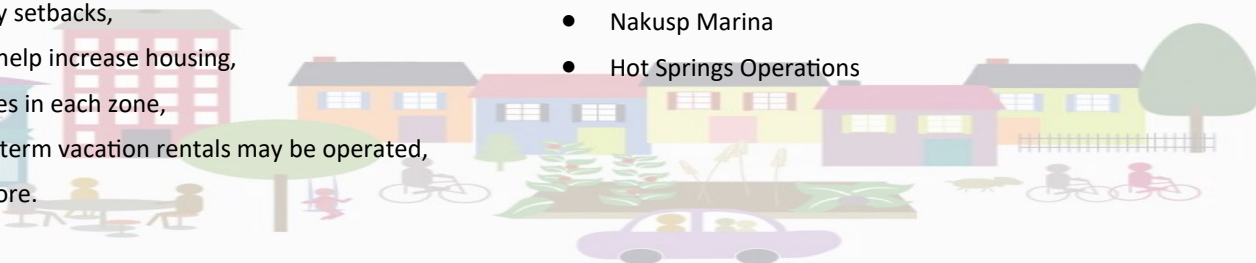 y setbacks,
help increase housing,
es in each zone,
term vacation rentals may be operated,
ore.
• Nakusp Marina
• Hot Springs Operations